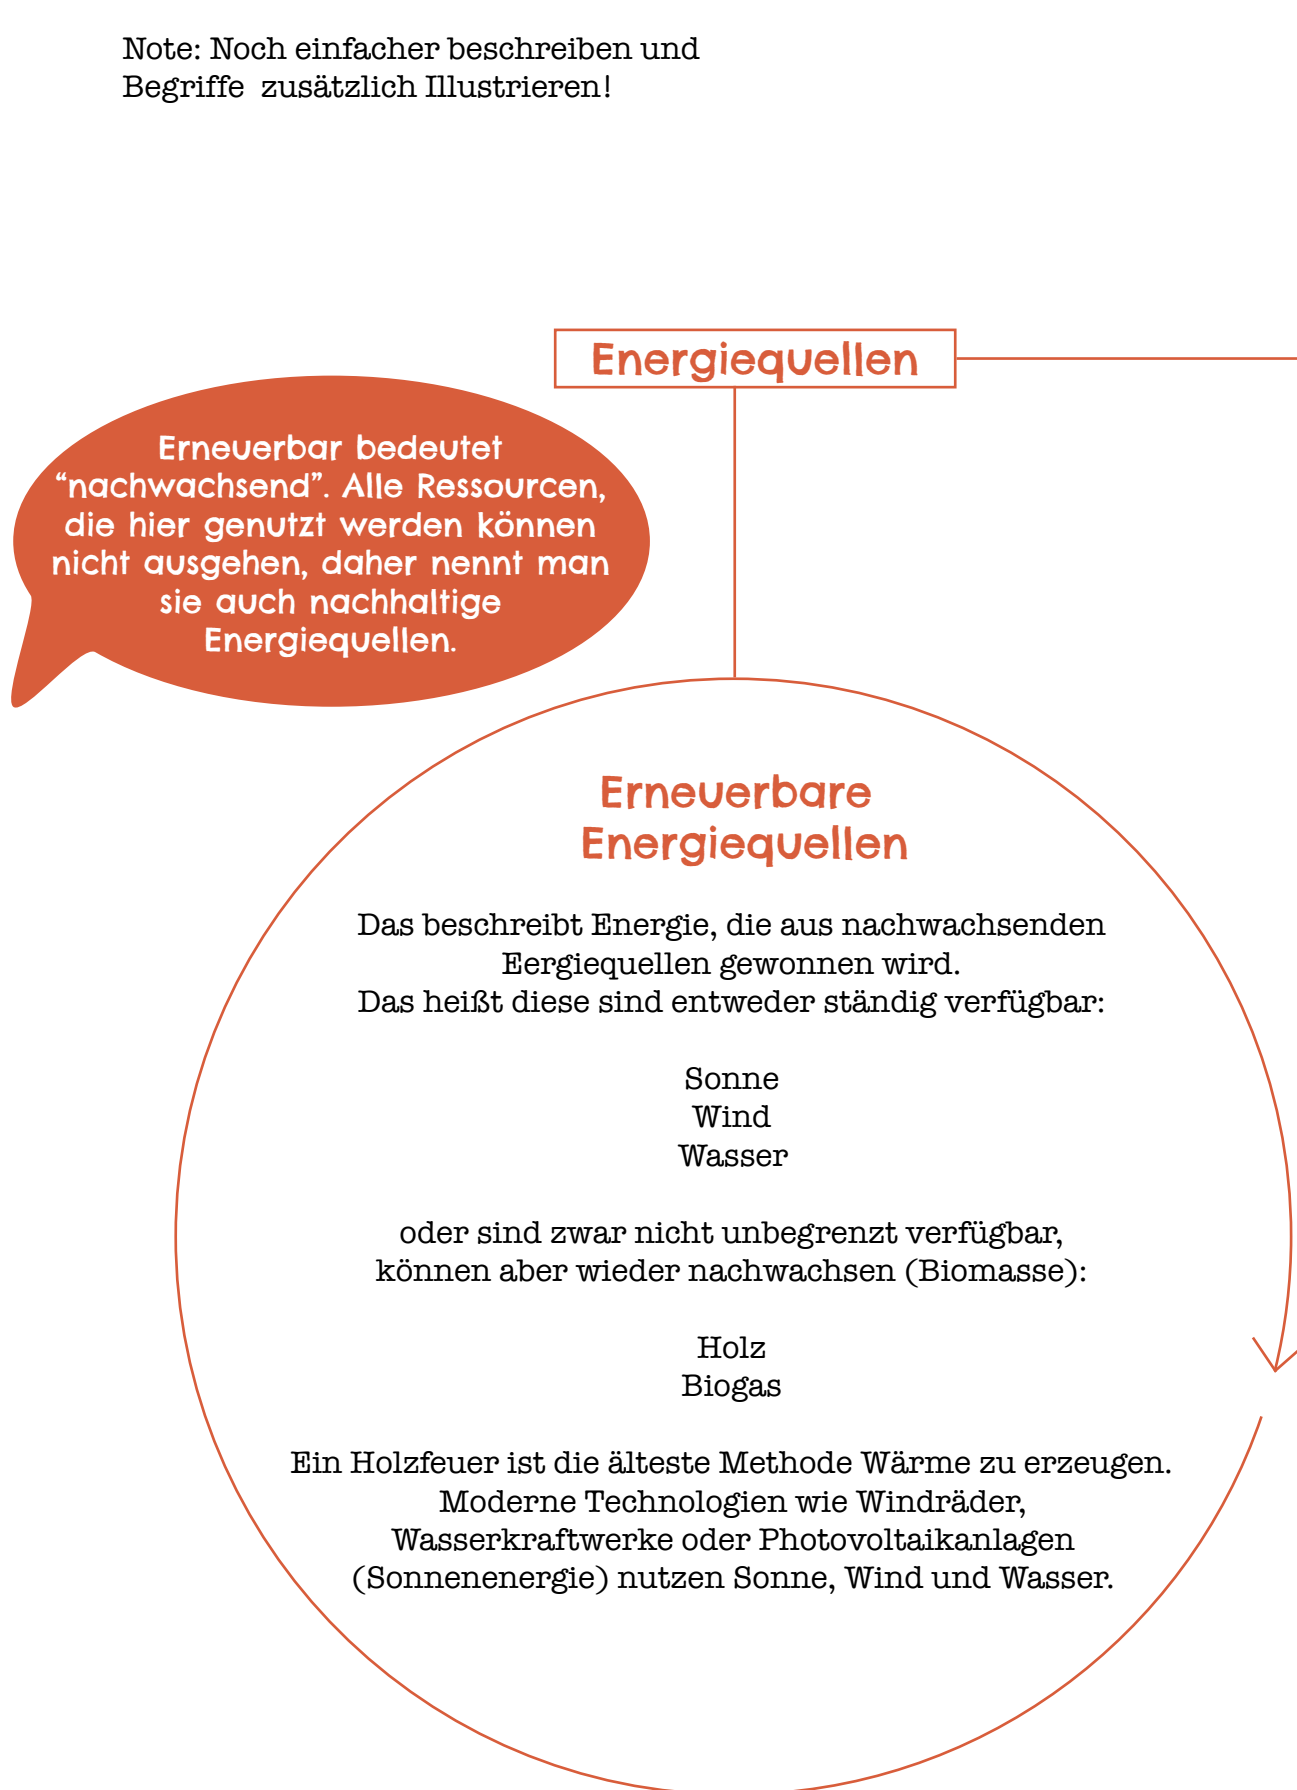 Note: Noch einfacher beschreiben und
Begriffe zusätzlich Illustrieren!
Energiequellen
Erneuerbar bedeutet
“nachwachsend”. Alle Ressourcen,
die hier genutzt werden können
nicht ausgehen, daher nennt man
sie auch nachhaltige
Energiequellen.
Erneuerbare
Energiequellen
Das beschreibt Energie, die aus nachwachsenden
Eergiequellen gewonnen wird.
Das heißt diese sind entweder ständig verfügbar:
Sonne
Wind
Wasser
oder sind zwar nicht unbegrenzt verfügbar,
können aber wieder nachwachsen (Biomasse):
Holz
Biogas
Ein Holzfeuer ist die älteste Methode Wärme zu erzeugen.
Moderne Technologien wie Windräder,
Wasserkraftwerke oder Photovoltaikanlagen
(Sonnenenergie) nutzen Sonne, Wind und Wasser.